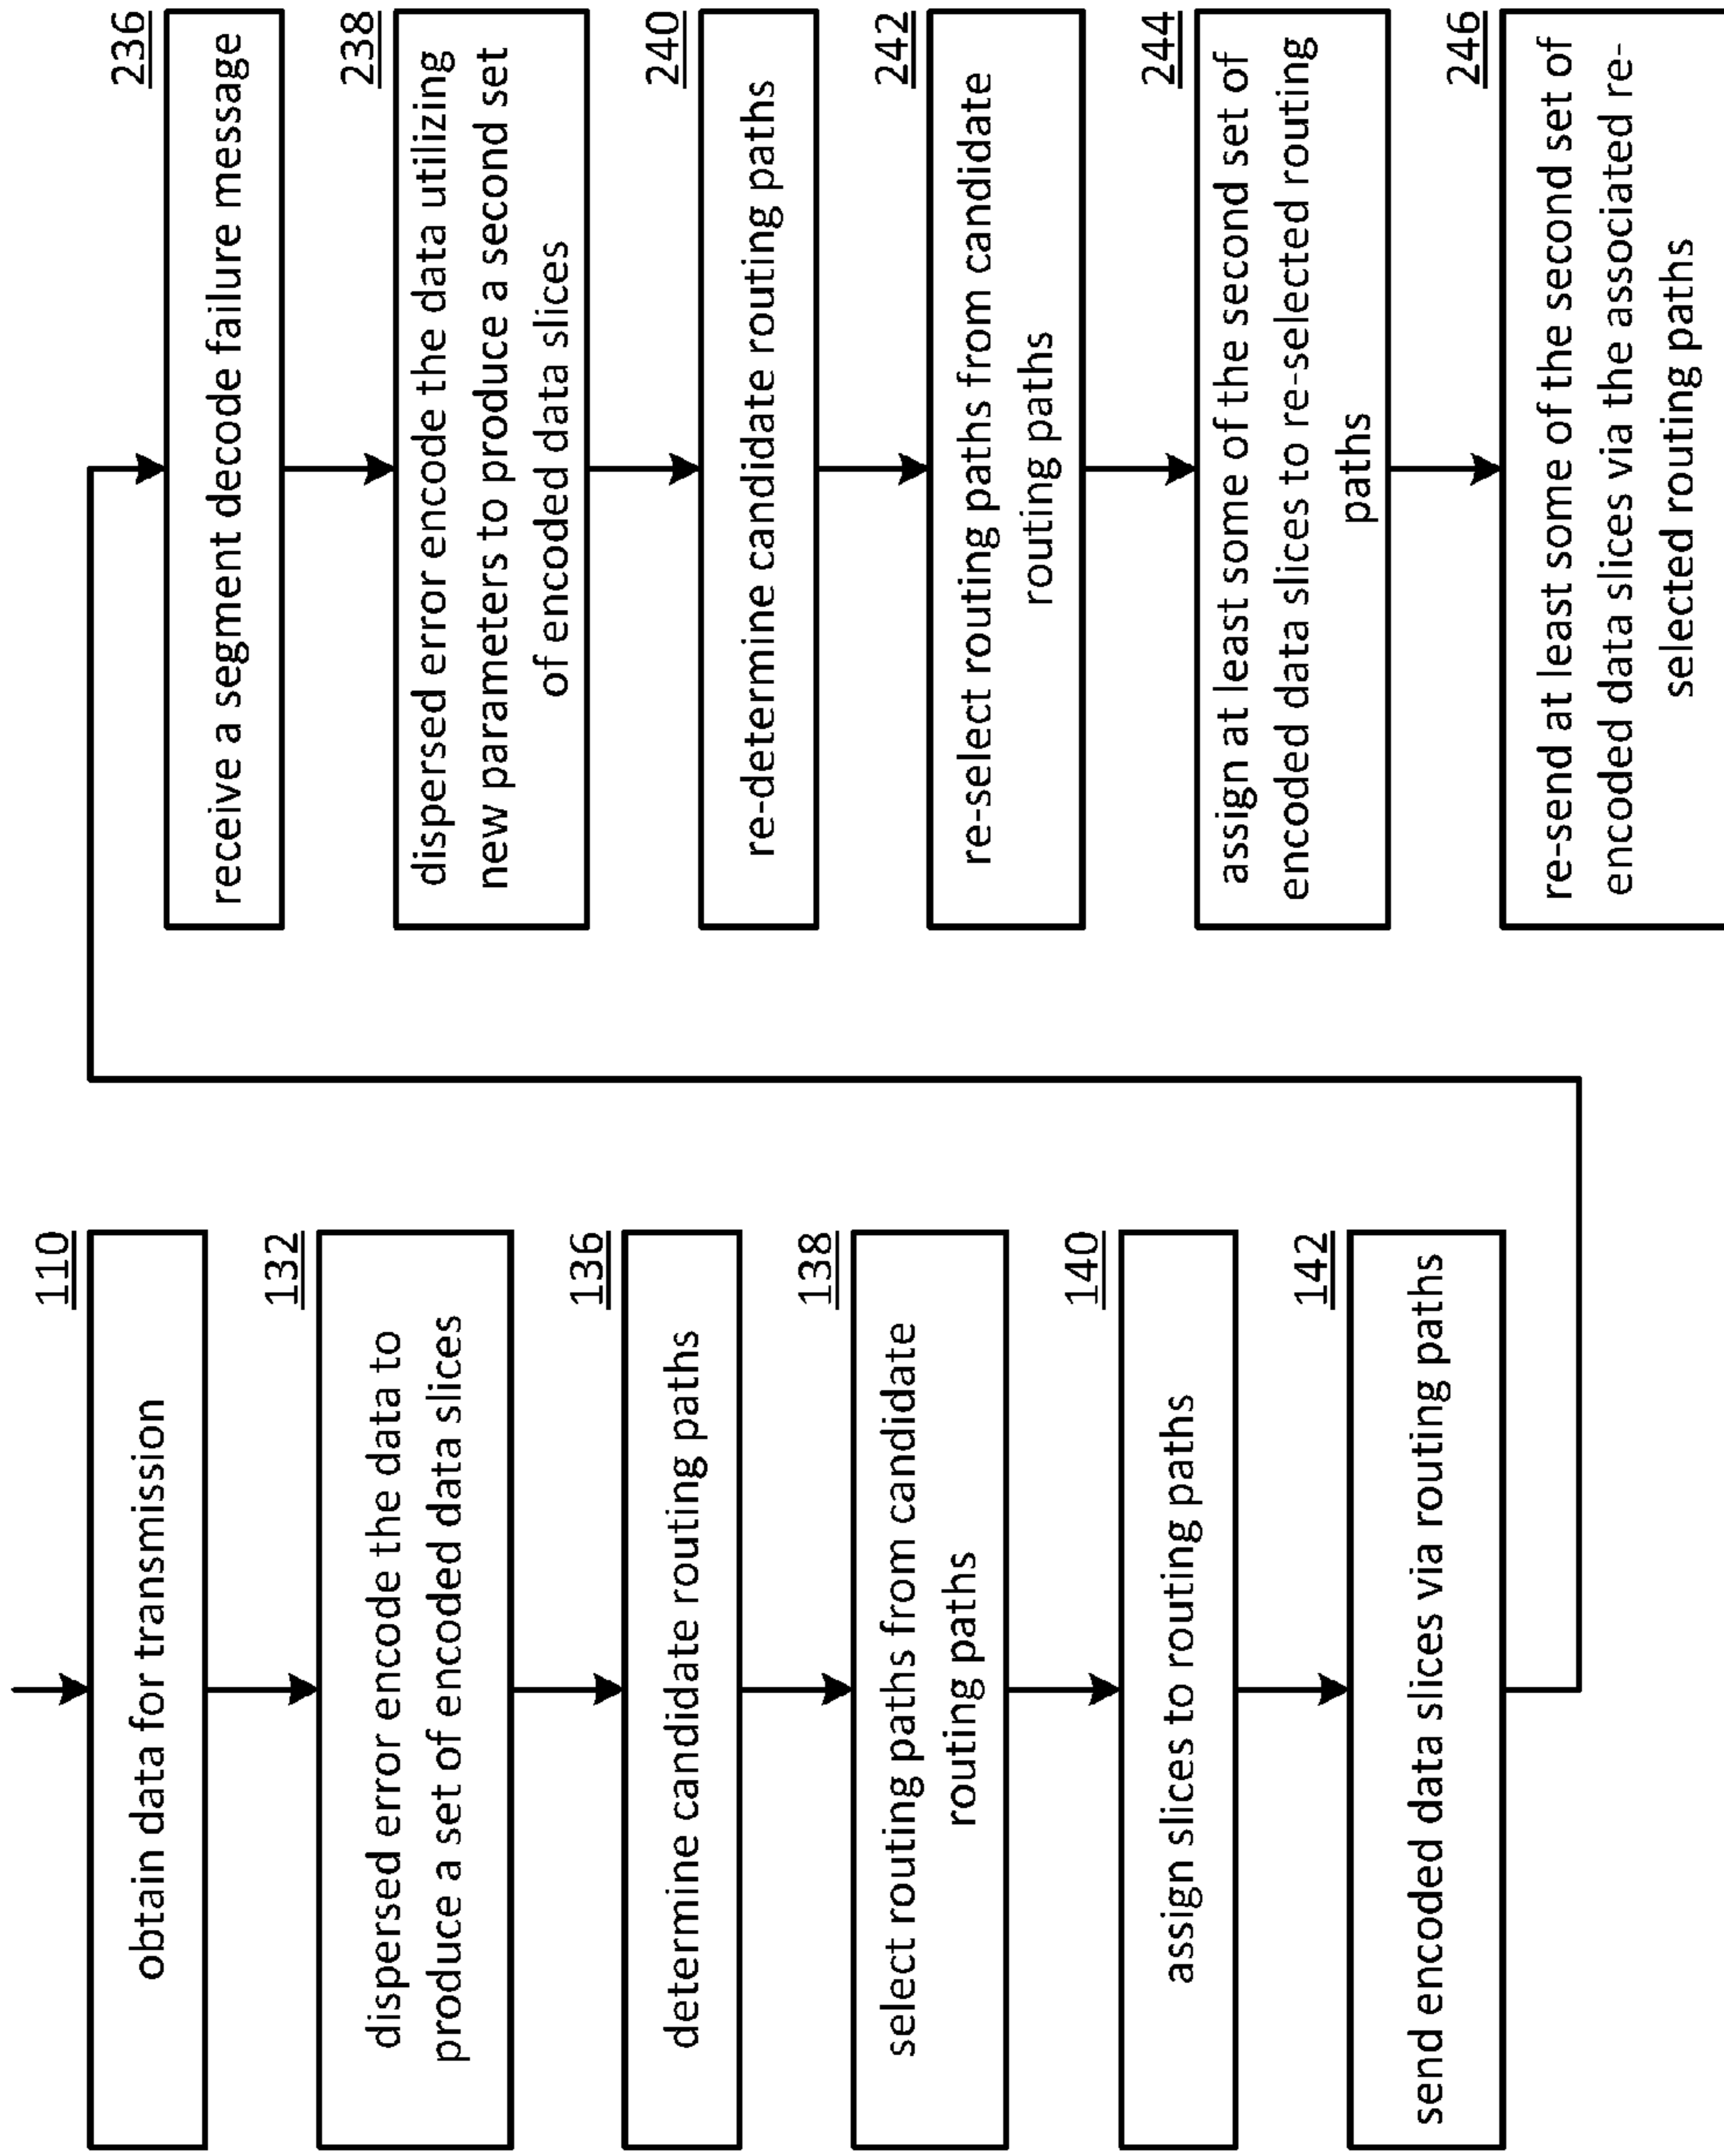 110
obtain data for transmission
132
dispersed error encode the data to
produce a set of encoded data slices
136
determine candidate routing paths
138
select routing paths from candidate
routing paths
140
assign slices to routing paths
142
send encoded data slices via routing paths
236
receive a segment decode failure message
238
dispersed error encode the data utilizing
new parameters to produce a second set
of encoded data slices
240
re-determine candidate routing paths
242
re-select routing paths from candidate
routing paths
244
assign at least some of the second set of
encoded data slices to re-selected routing
paths
246
re-send at least some of the second set of
encoded data slices via the associated re-
selected routing paths